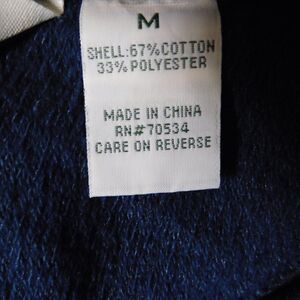 M
SHELL:67%COTTON
33% POLYESTER
MADE IN CHINA
RN#70534
CARE ON REVERSE